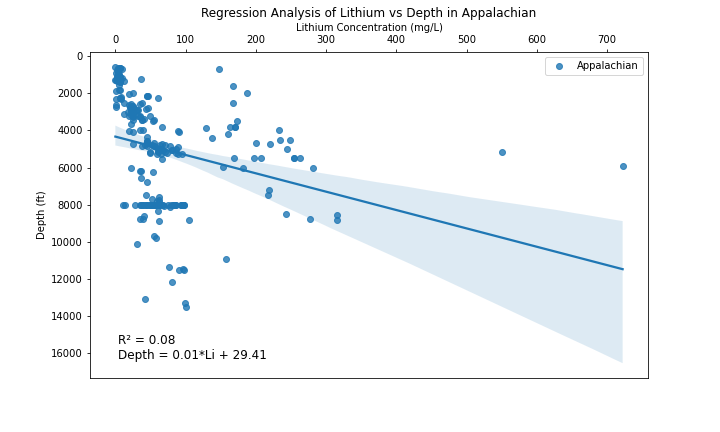 Regression Analysis of Lithium vs Depth in Appalachian
Lithium Concentration (mg/L)
0 100 200 300 400 500 600 700
Appalachian
0
2000
4000
6000
8000
10000
12000
14000
16000
Depth (ft)
R² = 0.08
Depth = 0.01*Li + 29.41